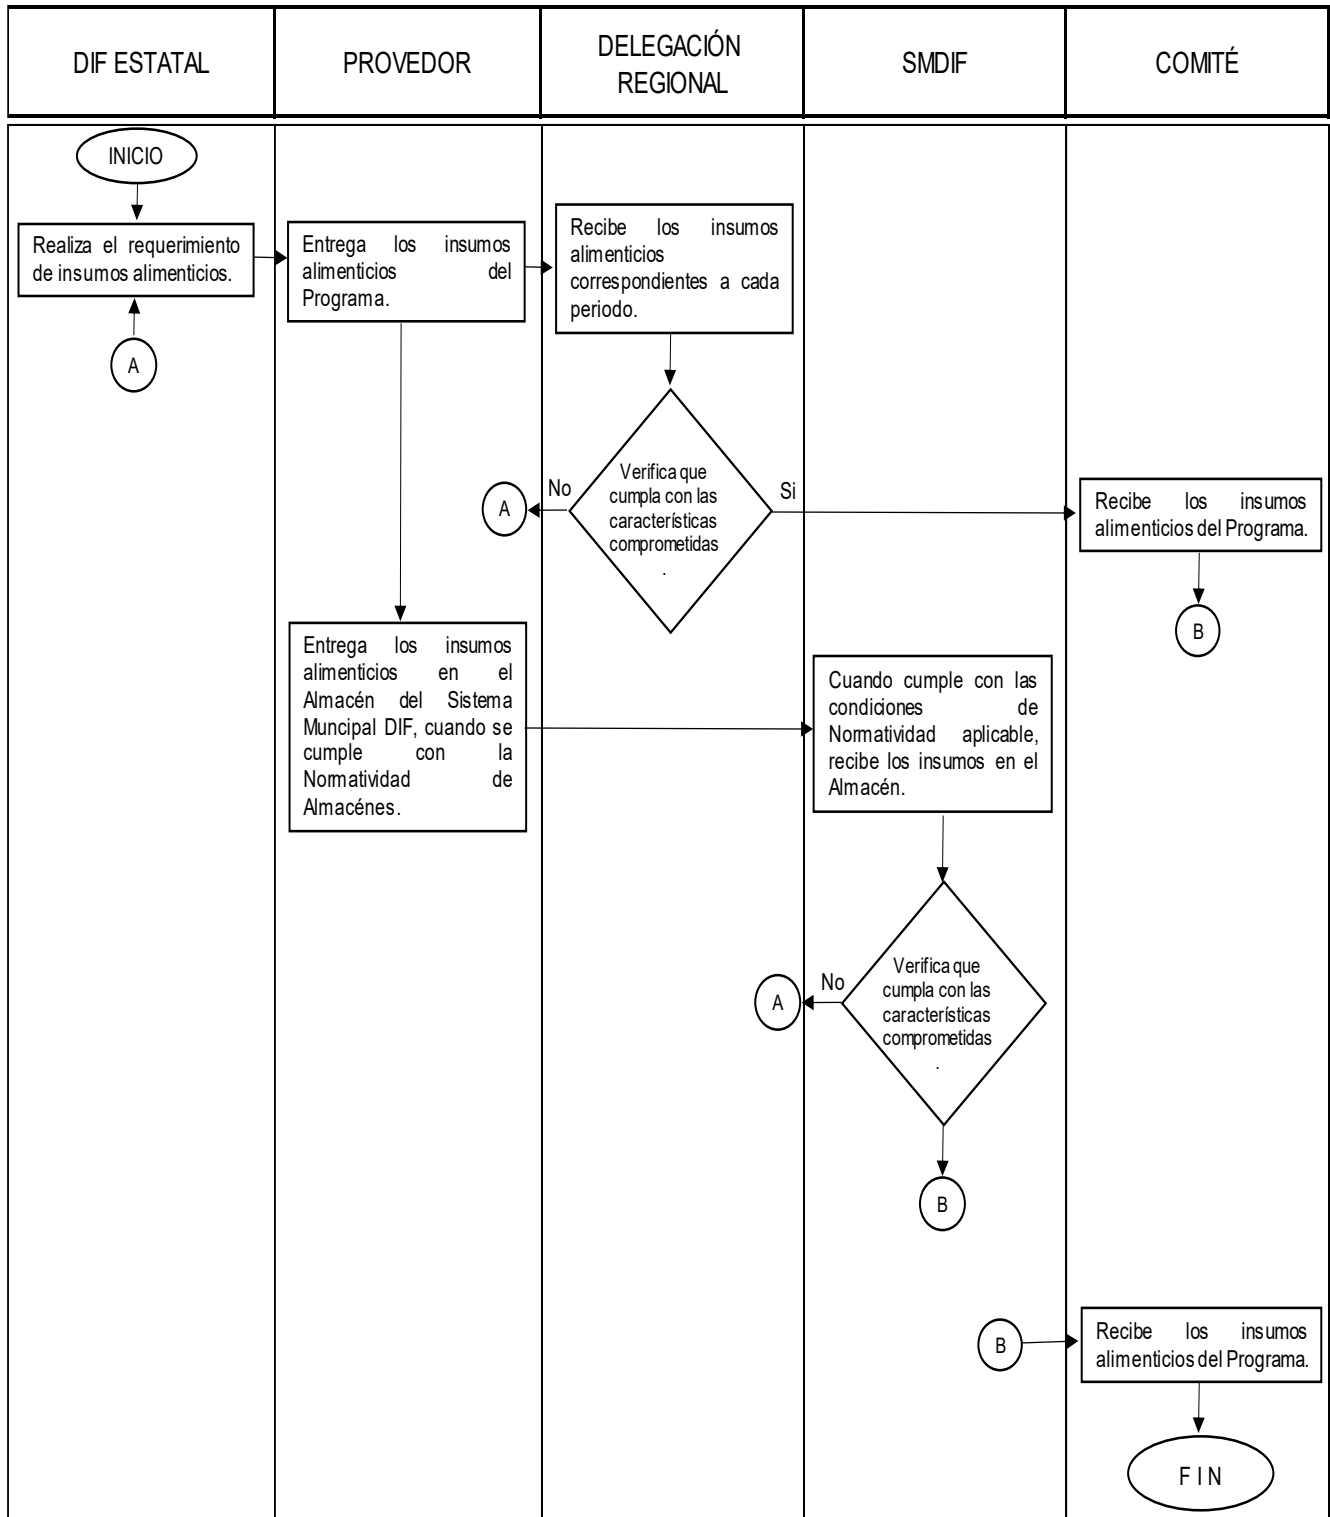 DIF ESTATAL
PROVEDOR
DELEGACIÓN
REGIONAL
SMDIF
COMITÉ
INICIO
Realiza el requerimiento
de insumos alimenticios.
A
Entrega los insumos
alimenticios del
Programa.
Recibe los insumos
alimenticios
correspondientes a cada
periodo.
Verifica que
cumpla con las
características
comprometidas
.
No
A
Si
Recibe los insumos
alimenticios del Programa.
B
Entrega los insumos
alimenticios en el
Almacén del Sistema
Muncipal DIF, cuando se
cumple con la
Normatividad de
Almacénes.
Cuando cumple con las
condiciones de
Normatividad aplicable,
recibe los insumos en el
Almacén.
Verifica que
cumpla con las
características
comprometidas
.
No
A
B
B
Recibe los insumos
alimenticios del Programa.
F I N